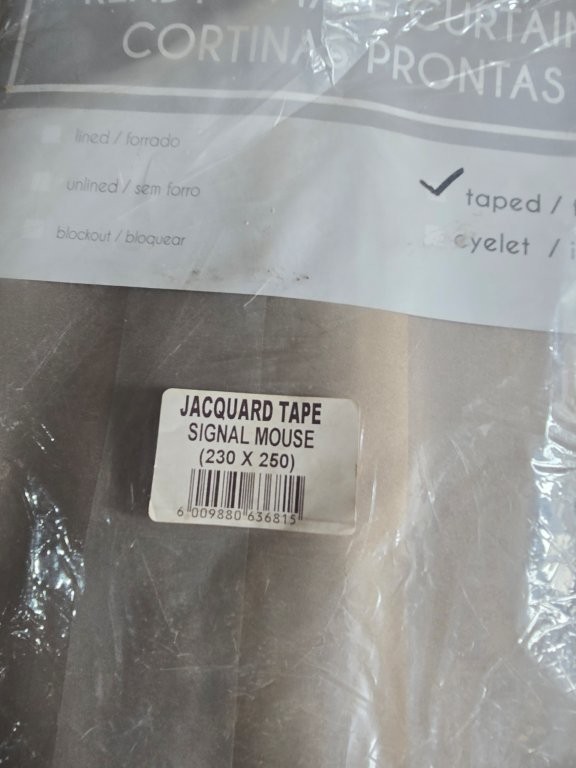 CURTAIN
CORTINAS PRONTAS
lined / forrado
unlined / sem forro
blockout / bloquear
taped /
eyelet /
JACQUARD TAPE
SIGNAL MOUSE
(230 X 250)
6 009880 636815